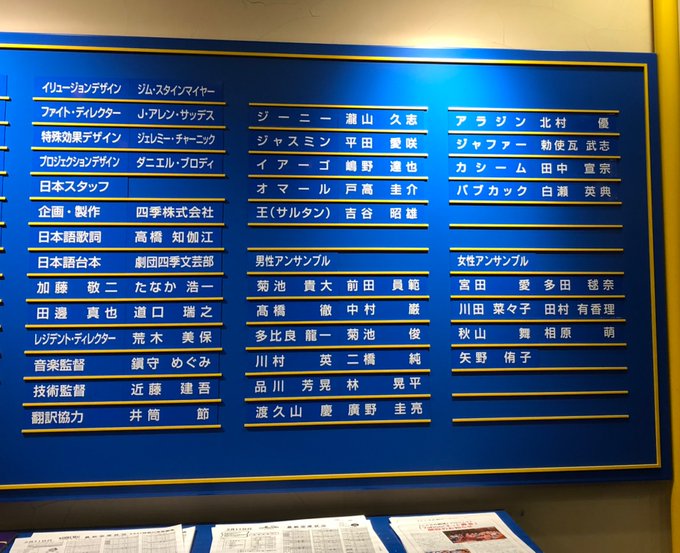 イリュージョンデザイン ジム・スタインマイヤー
ファイト・ディレクター J・アレン・サッデス
特殊効果デザイン ジェレミー・チャーニック
プロジェクションデザイン ダニエル・ブロディ
日本スタッフ
企画・製作 四季株式会社
日本語歌詞 高橋 知伽江
日本語台本 劇団四季文芸部
加藤 敬二 たなか 浩一
田邊 真也 道口 瑞之
レジデント・ディレクター 荒木 美保
音楽監督 鎮守 めぐみ
技術監督 近藤 建吾
翻訳協力 井筒 節
ジーニー 瀧山 久志
ジャスミン 平田 愛咲
イアーゴ 嶋野 達也
オマール 戸高 圭介
王(サルタン) 吉谷 昭雄
男性アンサンブル
菊池 貴大 前田 員範
髙橋 徹 中村 巌
多比良 龍一 菊池 俊
川村 英 二橋 純
品川 芳晃 林 晃平
渡久山 慶 廣野 圭亮
アラジン 北村 優
ジャファー 勅使瓦 武志
カシーム 田中 宣宗
バブカック 白瀬 英典
女性アンサンブル
宮田 愛 多田 毬奈
川田 菜々子 田村 有香理
秋山 舞 相原 萌
矢野 侑子